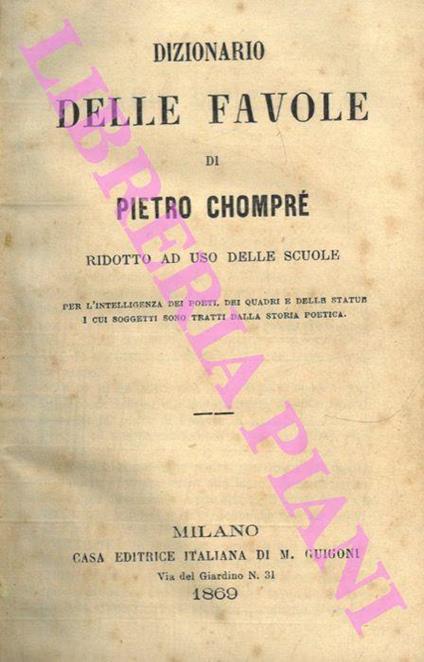 DIZIONARIO
DELLE FAVOLE
DI
PIETRO CHOMPRÉ
RIDOTTO AD USO DELLE SCUOLE
PER L'INTELLIGENZA DEI POETI, DEI QUADRI E DELLE STATUE
I CUI SOGGETTI SONO TRATTI DALLA STORIA POETICA.
MILANO
CASA EDITRICE ITALIANA DI M. GUIGONI
Via del Giardino N. 31
1869
LIBRERIA PIANI